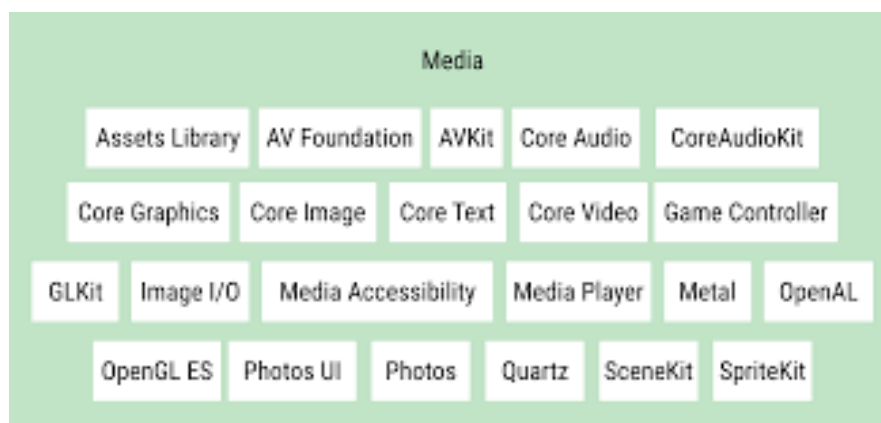 Media
Assets Library AV Foundation AVKit Core Audio CoreAudioKit
Core Graphics Core Image Core Text Core Video Game Controller
GLKit Image I/O Media Accessibility Media Player Metal OpenAL
OpenGL ES Photos UI Photos Quartz SceneKit SpriteKit